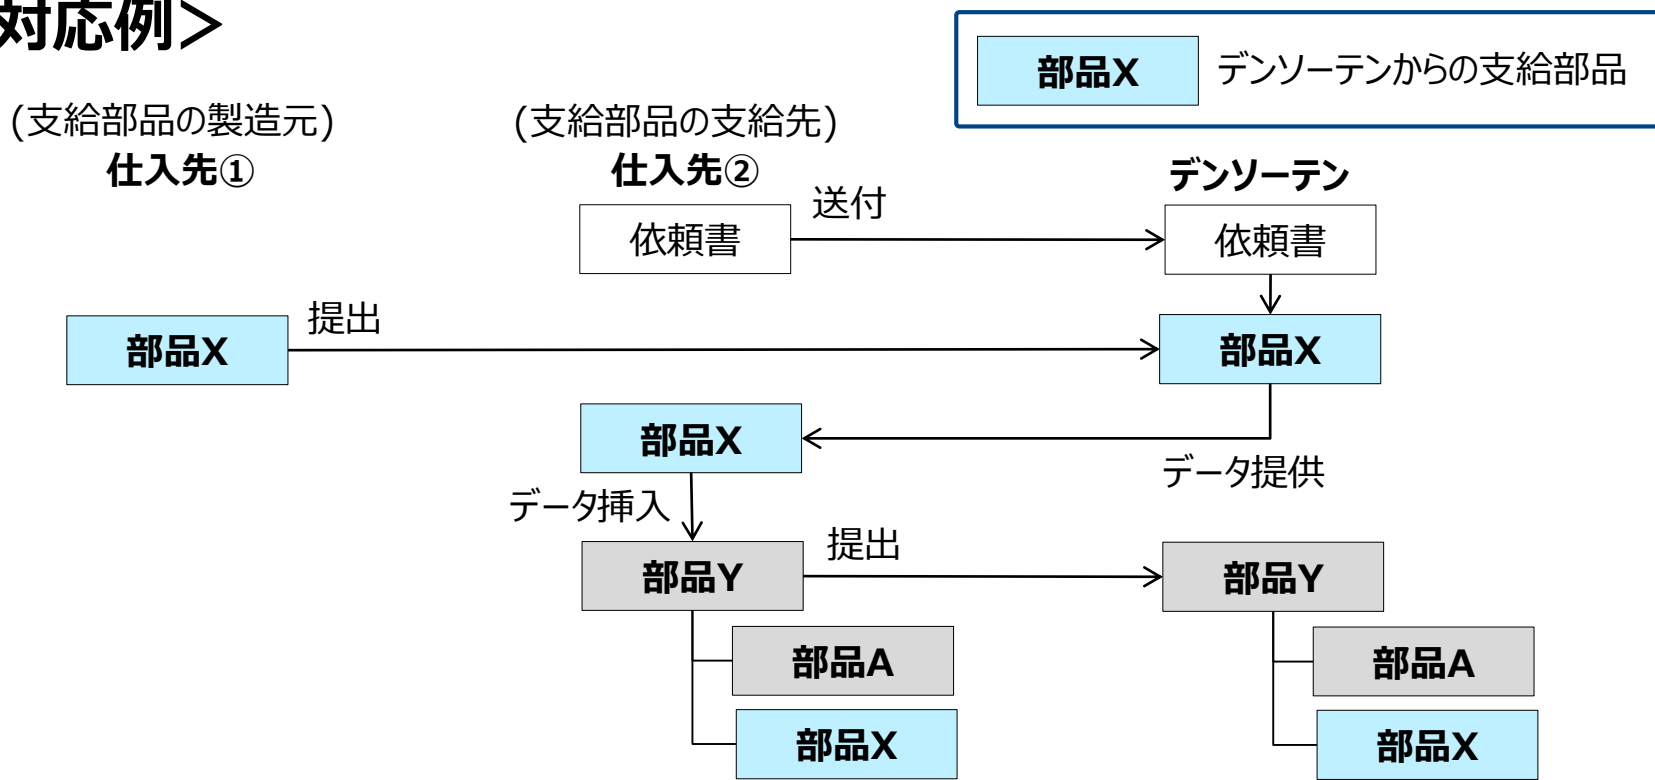 対応例＞
部品X デンソーテンからの支給部品
(支給部品の製造元)
仕入先①
(支給部品の支給先)
仕入先②
デンソーテン
依頼書
送付
依頼書
部品X
提出
部品X
部品X
データ提供
データ挿入
部品Y
提出
部品Y
部品A
部品A
部品X
部品X